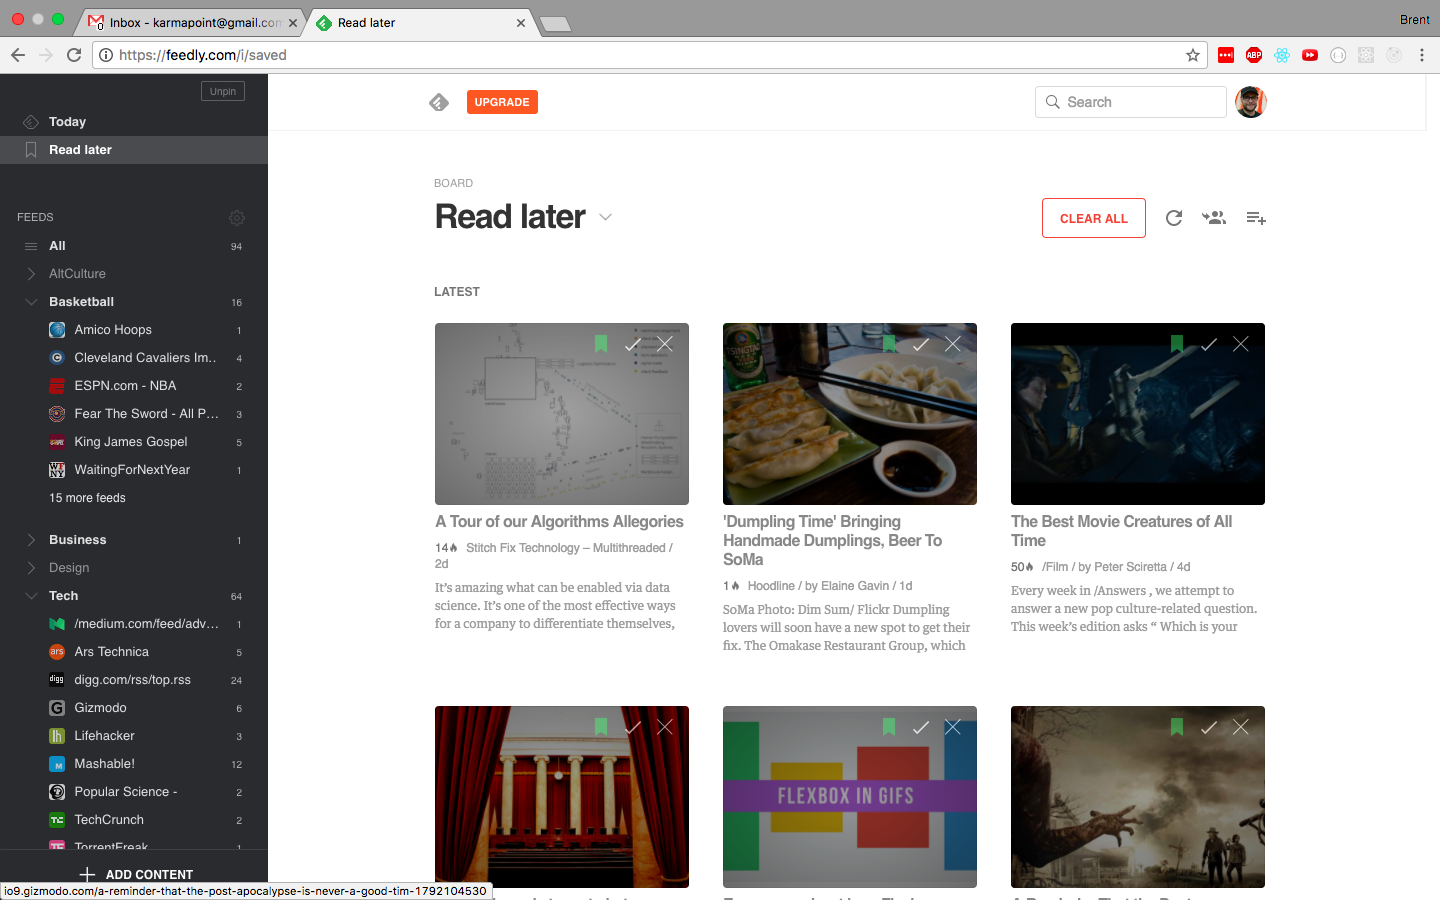 Inbox - karmapoint@gmail.com
Read later
Brent
https://feedly.com/i/saved
ABP
Unpin
Today
Read later
FEEDS
All 94
AltCulture
Basketball 16
Amico Hoops 1
Cleveland Cavaliers Im... 4
ESPN.com - NBA 2
Fear The Sword - All P... 3
King James Gospel 5
WaitingForNextYear 1
15 more feeds
Business 1
Design
Tech 64
/medium.com/feed/adv... 1
ars Ars Technica 5
digg digg.com/rss/top.rss 24
G Gizmodo 6
lh Lifehacker 3
M Mashable! 12
Popular Science - 2
TC TechCrunch 2
TF TorrentFreak 1
ADD CONTENT
io9.gizmodo.com/a-reminder-that-the-post-apocalypse-is-never-a-good-tim-1792104530
UPGRADE
Search
BOARD
Read later
CLEAR ALL
LATEST
A Tour of our Algorithms Allegories
14 Stitch Fix Technology – Multithreaded /
2d
It's amazing what can be enabled via data
science. It's one of the most effective ways
for a company to differentiate themselves,
TSINGTAO
'Dumpling Time' Bringing
Handmade Dumplings, Beer To
SoMa
1 Hoodline / by Elaine Gavin / 1d
SoMa Photo: Dim Sum/ Flickr Dumpling
lovers will soon have a new spot to get their
fix. The Omakase Restaurant Group, which
The Best Movie Creatures of All
Time
50 /Film / by Peter Sciretta / 4d
Every week in /Answers , we attempt to
answer a new pop culture-related question.
This week's edition asks “ Which is your
FLEXBOX IN GIFS